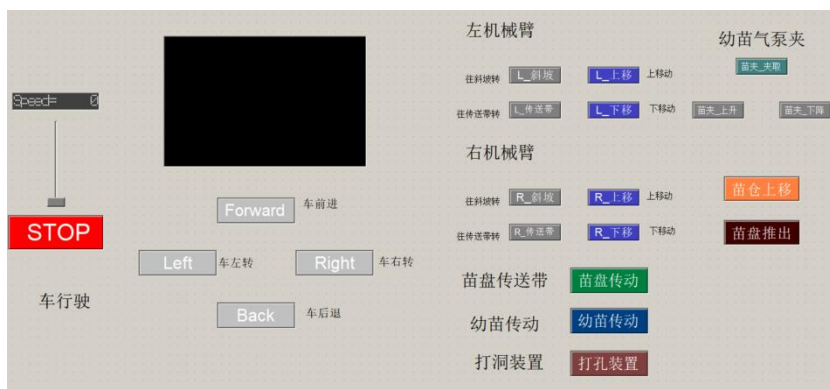 Speed= 0
STOP
车行驶
Forward 车前进
Left 车左转 Right 车右转
Back 车后退
左机械臂
往斜坡转 L_斜坡 L_上移 上移动
往传送带转 L_传送带 L_下移 下移动
右机械臂
往斜坡转 R_斜坡 R_上移 上移动
往传送带转 R_传送带 R_下移 下移动
苗盘传送带 苗盘传动
幼苗传动 幼苗传动
打洞装置 打孔装置
幼苗气泵夹
苗夹_夹取
苗夹_上升 苗夹_下降
苗仓上移
苗盘推出